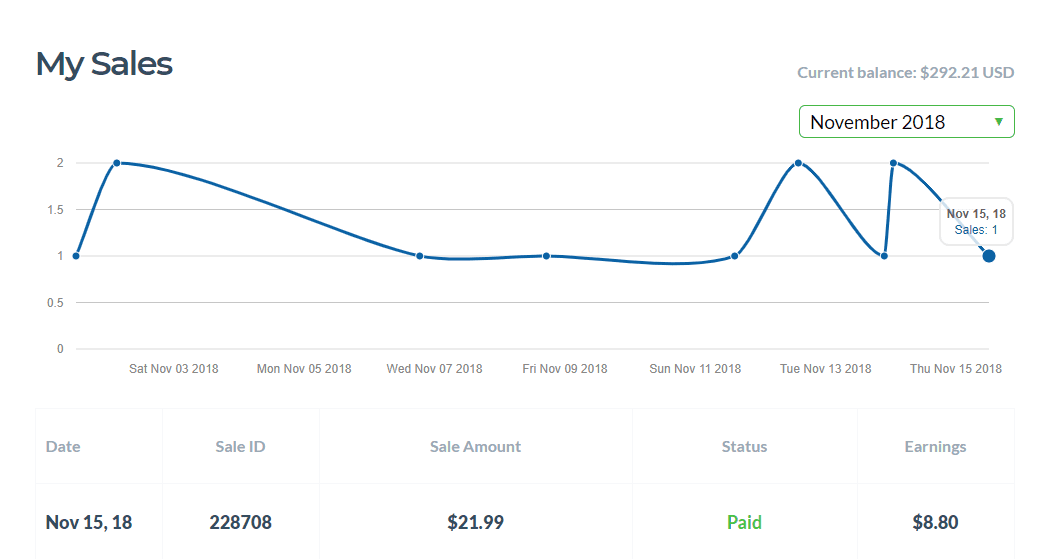 My Sales
Current balance: $292.21 USD
November 2018
2
1.5
1
0.5
0
Nov 15, 18
Sales: 1
Sat Nov 03 2018 Mon Nov 05 2018 Wed Nov 07 2018 Fri Nov 09 2018 Sun Nov 11 2018 Tue Nov 13 2018 Thu Nov 15 2018
Date Sale ID Sale Amount Status Earnings
Nov 15, 18 228708 $21.99 Paid $8.80